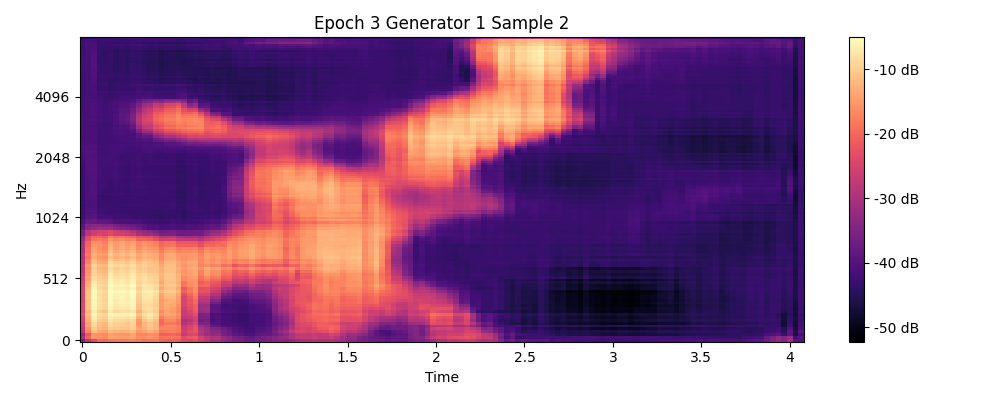 Epoch 3 Generator 1 Sample 2
Hz
4096
2048
1024
512
0
0 0.5 1 1.5 2 2.5 3 3.5 4
Time
-10 dB
-20 dB
-30 dB
-40 dB
-50 dB